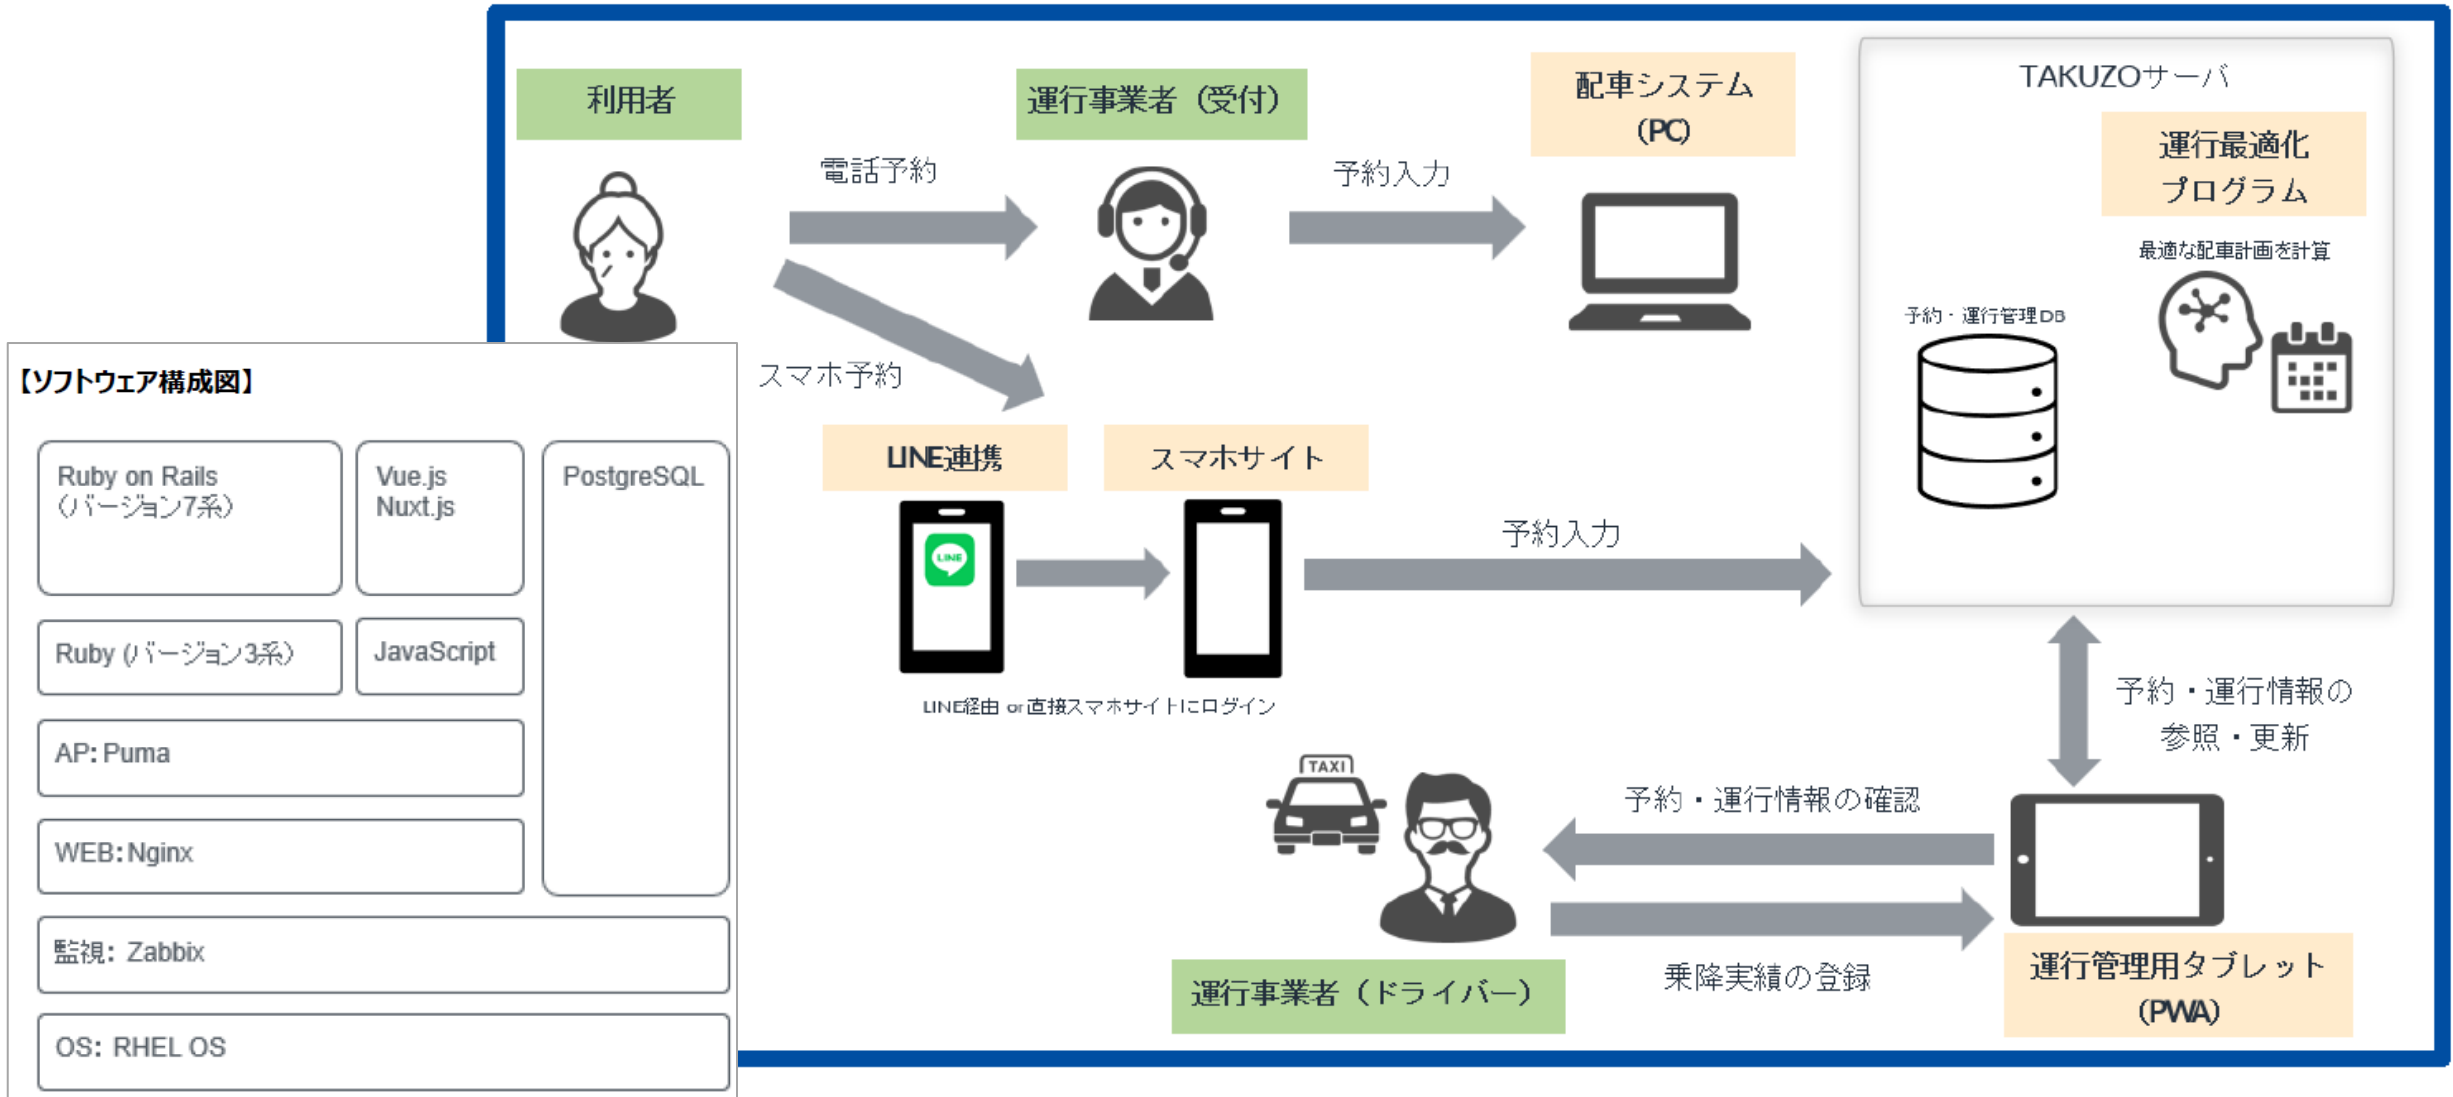 利用者
運行事業者（受付）
配車システム
(PC)
TAKUZOサーバ
運行最適化
プログラム
最適な配車計画を計算
予約・運行管理DB
電話予約
予約入力
スマホ予約
LINE連携
スマホサイト
LINE
予約入力
LINE経由 or 直接スマホサイトにログイン
予約・運行情報の
参照・更新
TAXI
予約・運行情報の確認
乗降実績の登録
運行事業者（ドライバー）
運行管理用タブレット
(PWA)
【ソフトウェア構成図】
Ruby on Rails
（バージョン7系）
Vue.js
Nuxt.js
PostgreSQL
Ruby (バージョン3系）
JavaScript
AP: Puma
WEB: Nginx
監視: Zabbix
OS: RHEL OS